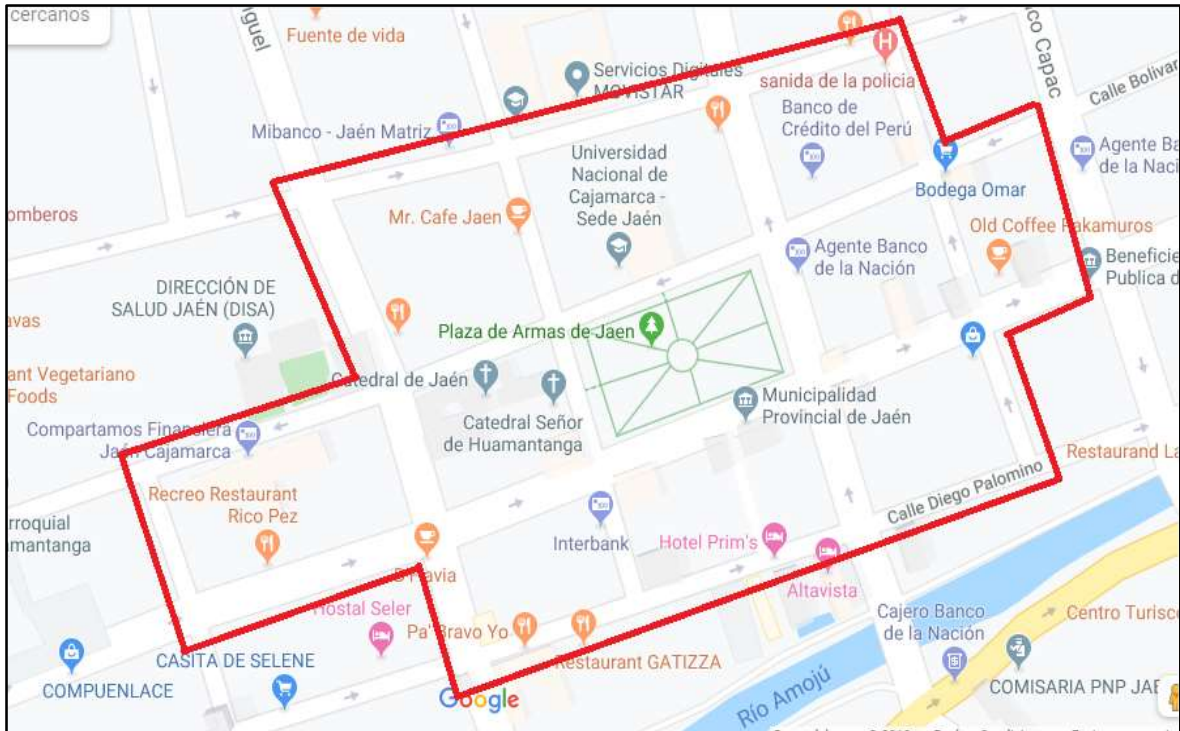 cercanos
Fuente de vida
Servicios Digitales
MOVISTAR
sanida de la policia
Calle Bolivar
Mibanco - Jaén Matriz
Banco de
Crédito del Perú
Universidad
Nacional de
Cajamarca -
Sede Jaén
Agente Ba
de la Naci
Bodega Omar
Mr. Cafe Jaen
Old Coffee Pakamuros
Agente Banco
de la Nación
Beneficie
Publica d
DIRECCIÓN DE
SALUD JAÉN (DISA)
Plaza de Armas de Jaen
ant Vegetariano
Foods
Catedral de Jaén
Municipalidad
Provincial de Jaén
Catedral Señor
de Huamantanga
Compartamos Financiera
Jaén Cajamarca
Restaurand La
Calle Diego Palomino
Recreo Restaurant
Rico Pez
rroquial
mantanga
Interbank
Hotel Prim's
Altavista
Hostal Seler
Pa' Bravo Yo
Cajero Banco
de la Nación
Centro Turisc
CASITA DE SELENE
Restaurant GATIZZA
COMPUENLACE
Google
Río Amojú
COMISARIA PNP JAE